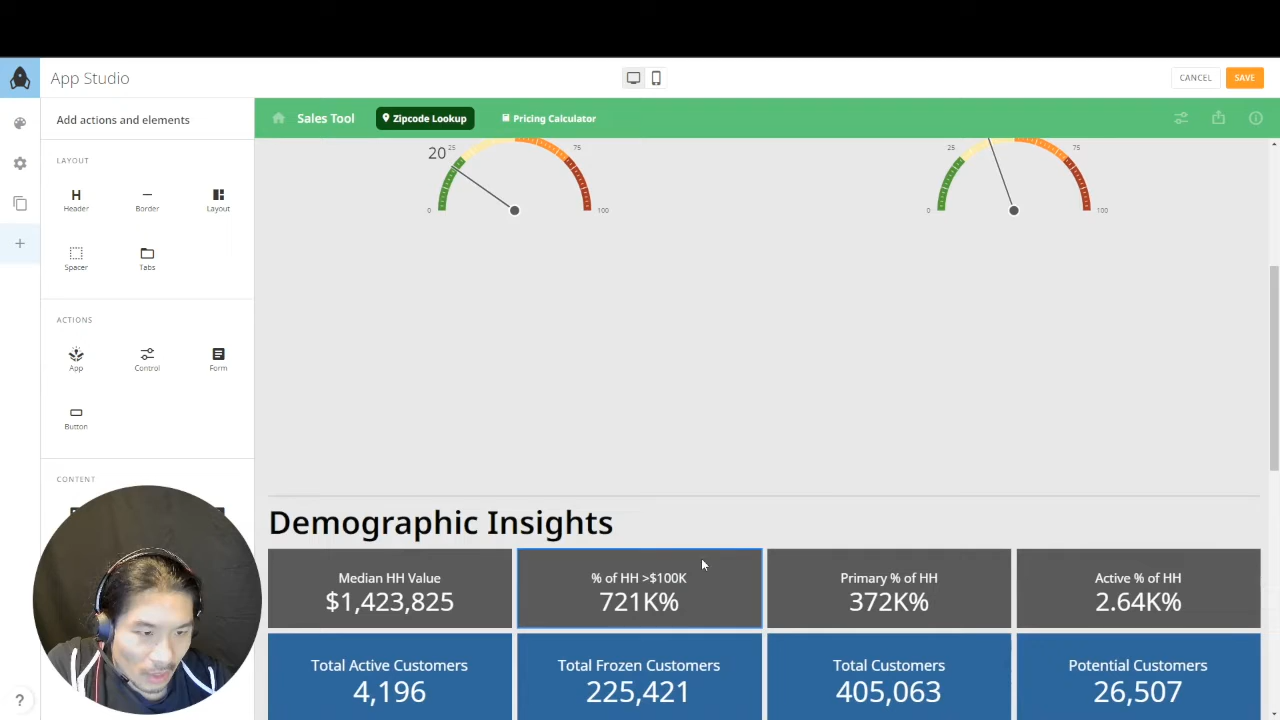 App Studio
CANCEL
SAVE
Add actions and elements
Sales Tool
Zipcode Lookup
Pricing Calculator
LAYOUT
Header
Border
Layout
Spacer
Tabs
ACTIONS
App
Control
Form
Button
CONTENT
20
25
75
0
100
25
75
0
100
Demographic Insights
Median HH Value
$1,423,825
% of HH >$100K
721K%
Primary % of HH
372K%
Active % of HH
2.64K%
Total Active Customers
4,196
Total Frozen Customers
225,421
Total Customers
405,063
Potential Customers
26,507
?